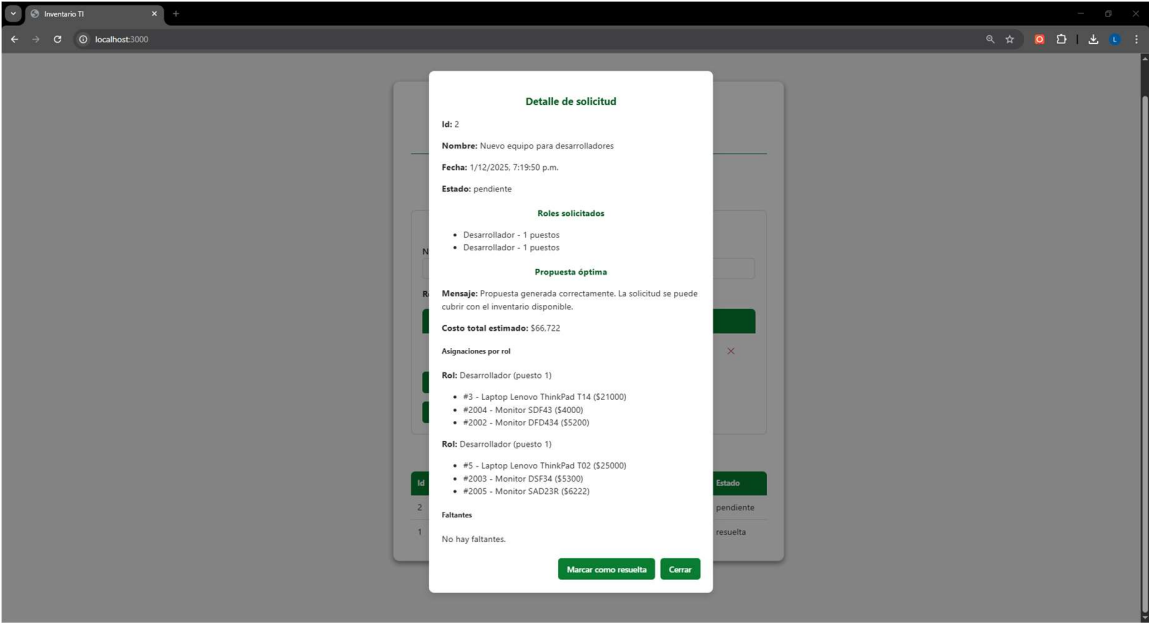 Inventario TI
localhost:3000
L
Detalle de solicitud
Id: 2
Nombre: Nuevo equipo para desarrolladores
Fecha: 1/12/2025, 7:19:50 p.m.
Estado: pendiente
Roles solicitados
Desarrollador - 1 puestos
Desarrollador - 1 puestos
Propuesta óptima
Mensaje: Propuesta generada correctamente. La solicitud se puede
cubrir con el inventario disponible.
Costo total estimado: $66,722
Asignaciones por rol
Rol: Desarrollador (puesto 1)
#3 - Laptop Lenovo ThinkPad T14 ($21000)
#2004 - Monitor SDF43 ($4000)
#2002 - Monitor DFD434 ($5200)
Rol: Desarrollador (puesto 1)
#5 - Laptop Lenovo ThinkPad T02 ($25000)
#2003 - Monitor DSF34 ($5300)
#2005 - Monitor SAD23R ($6222)
Faltantes
No hay faltantes.
Marcar como resuelta Cerrar
Id Estado
2 pendiente
1 resuelta